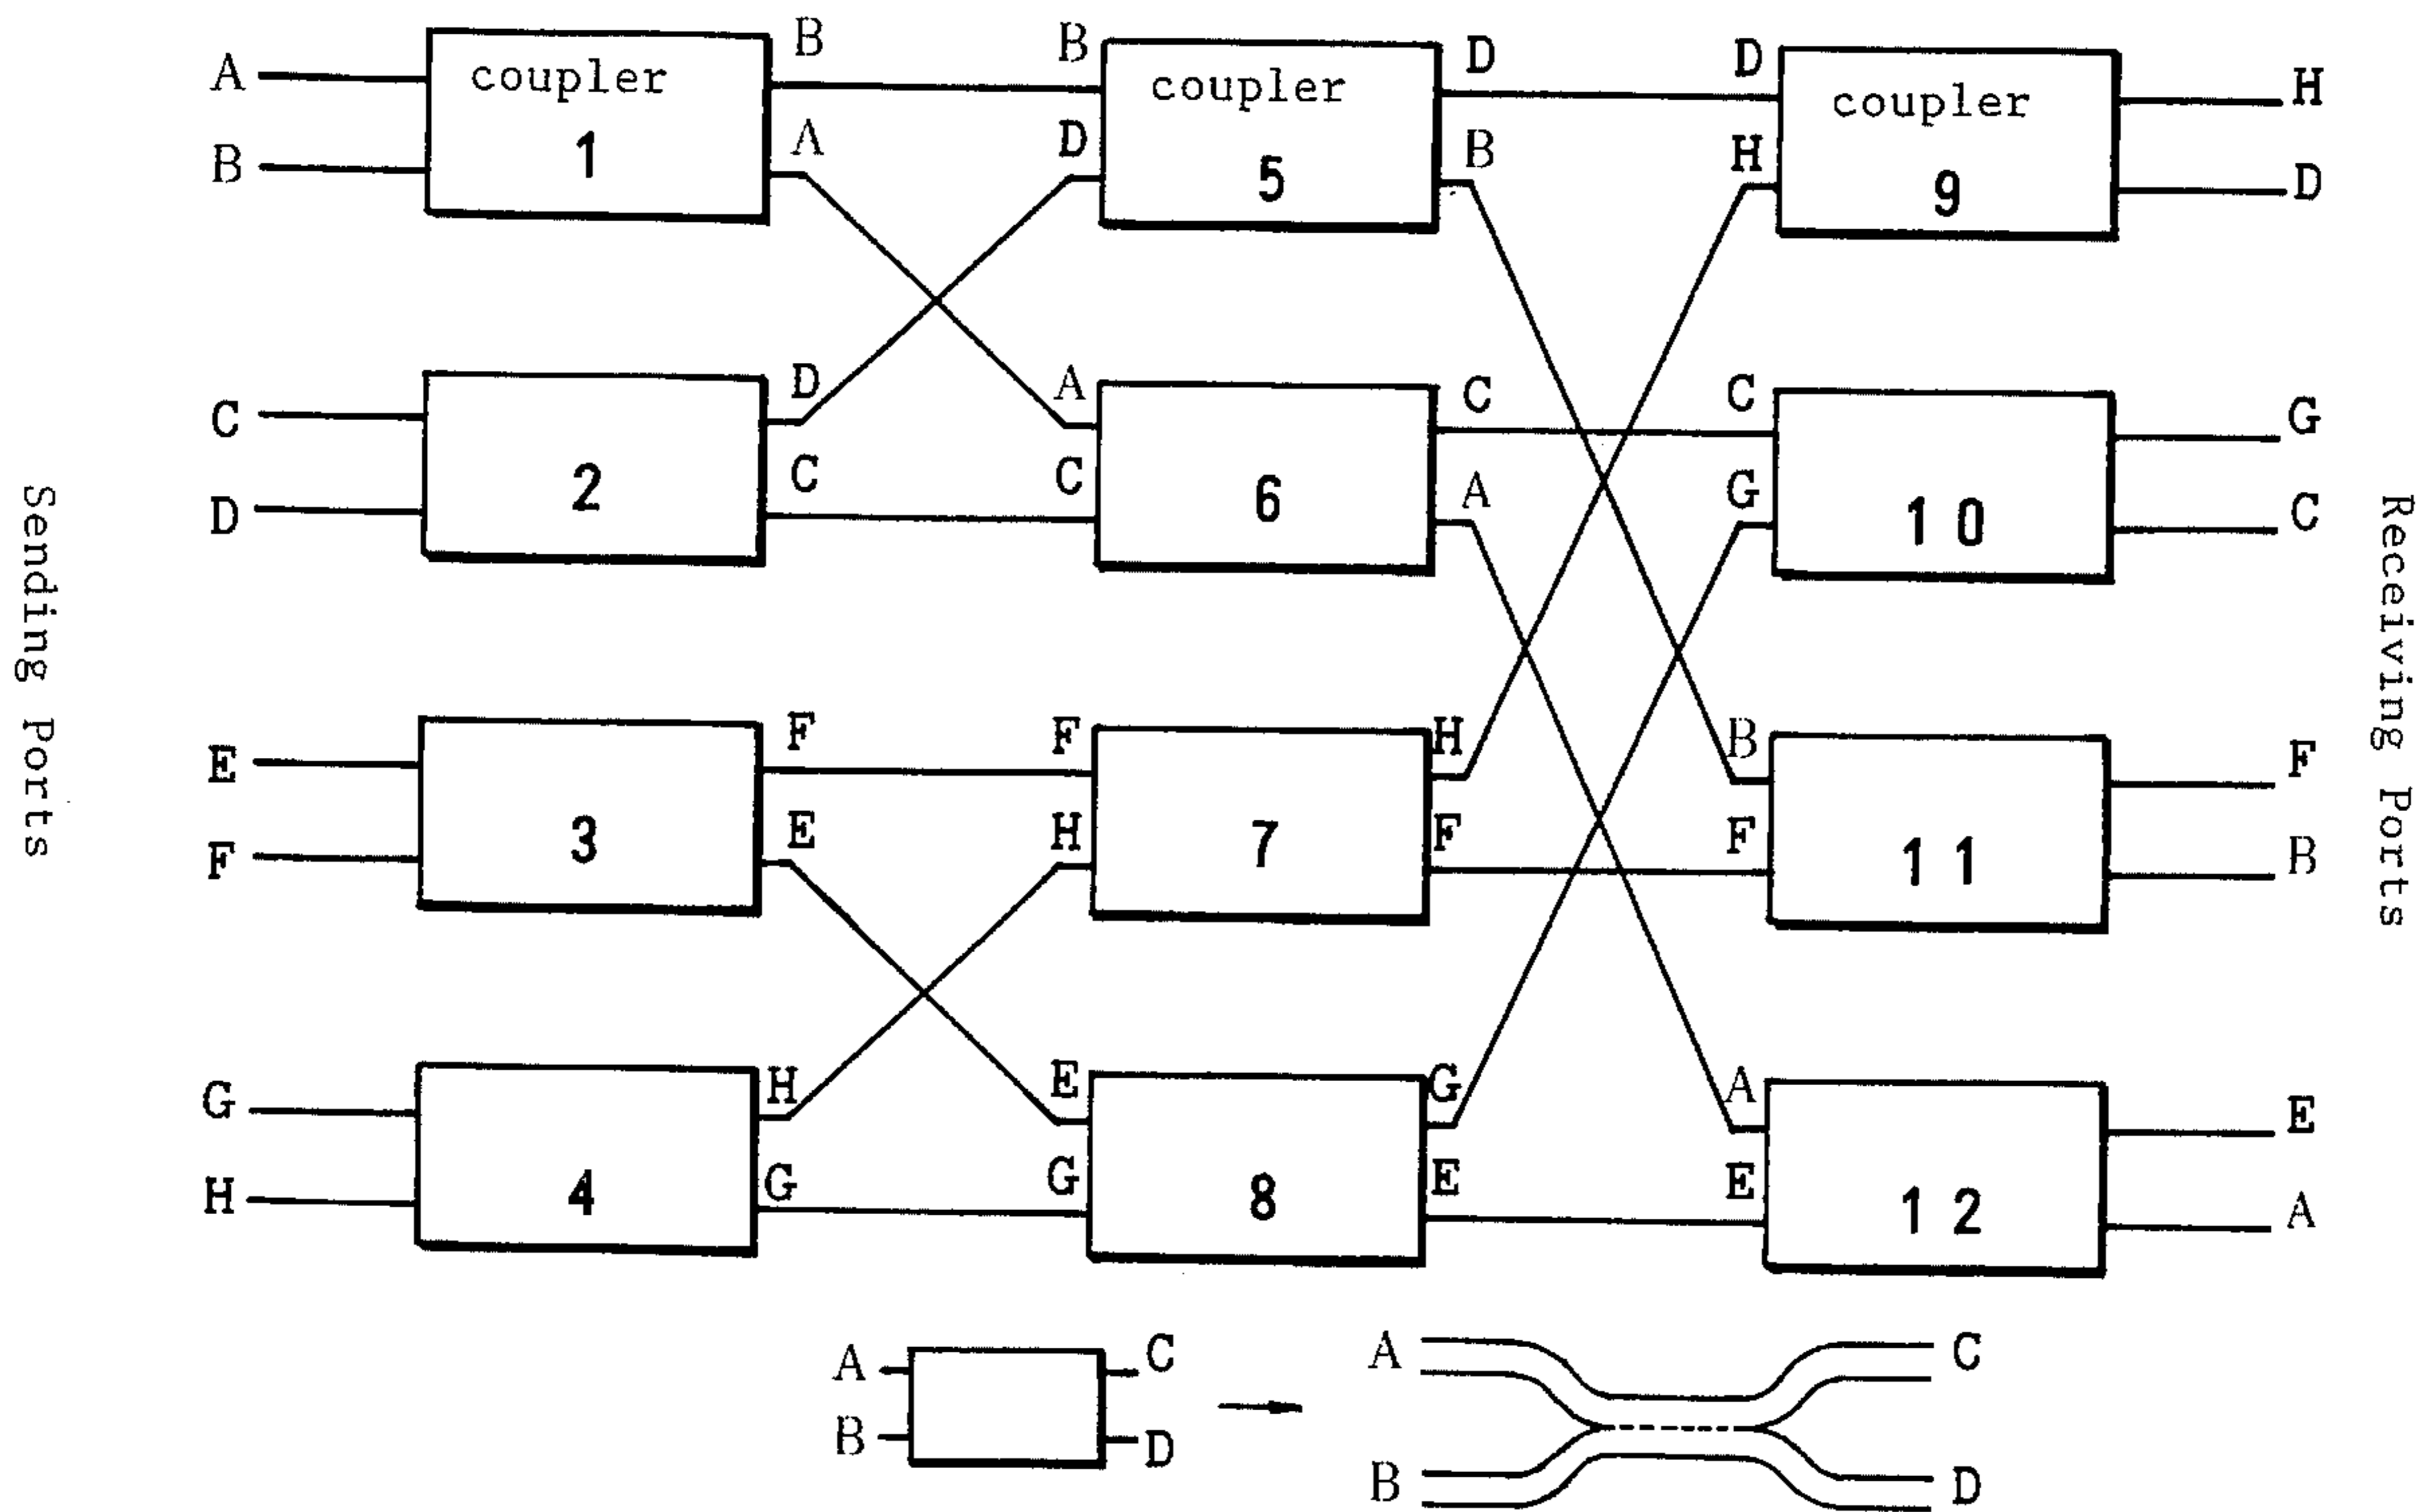 B B D D
A coupler coupler coupler H
A D H
B 1 5 9 D
B
D A C C
C G
2 C C 6 A G 10 C
D
Sending Ports
Receiving Ports
F F H B
E F
3 E H 7 F F 11
F B
H E G A
G E
4 G G 8 E E 12
H A
A C A C
B D B D